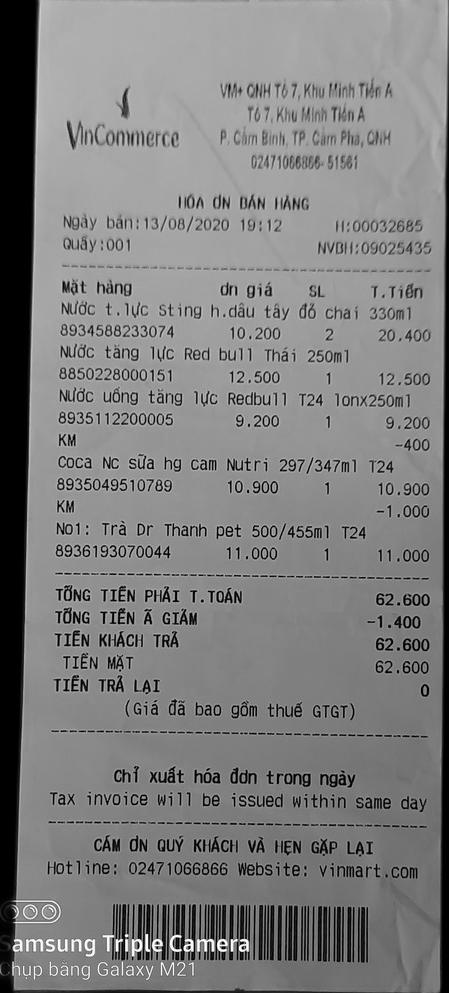 VinCommerce
VM+ QNH Tổ 7, Khu Minh Tiến A
Tổ 7, Khu Minh Tiến A
P. Cẩm Bình, TP. Cẩm Phả, QNH
02471066866-51561
HÓA ƠN BÁN HÀNG
Ngày bán:13/08/2020 19:12 H:00032685
Quầy:001 NVBH:09025435
Mặt hàng ơn giá SL T.Tiền
Nước t.lực Sting h.dâu tây đỏ chai 330ml
8934588233074 10.200 2 20.400
Nước tăng lực Red bull Thái 250ml
8850228000151 12.500 1 12.500
Nước uống tăng lực Redbull T24 lonx250ml
8935112200005 9.200 1 9.200
KM -400
Coca Nc sữa hg cam Nutri 297/347ml T24
8935049510789 10.900 1 10.900
KM -1.000
No1: Trà Dr Thanh pet 500/455ml T24
8936193070044 11.000 1 11.000
TỔNG TIỀN PHẢI T.TOÁN 62.600
TỔNG TIỀN Ã GIẢM -1.400
TIỀN KHÁCH TRẢ 62.600
TIỀN MẶT 62.600
TIỀN TRẢ LẠI 0
(Giá đã bao gồm thuế GTGT)
Chỉ xuất hóa đơn trong ngày
Tax invoice will be issued within same day
CÁM ƠN QUÝ KHÁCH VÀ HẸN GẶP LẠI
Hotline: 02471066866 Website: vinmart.com
Samsung Triple Camera
Chụp bằng Galaxy M21